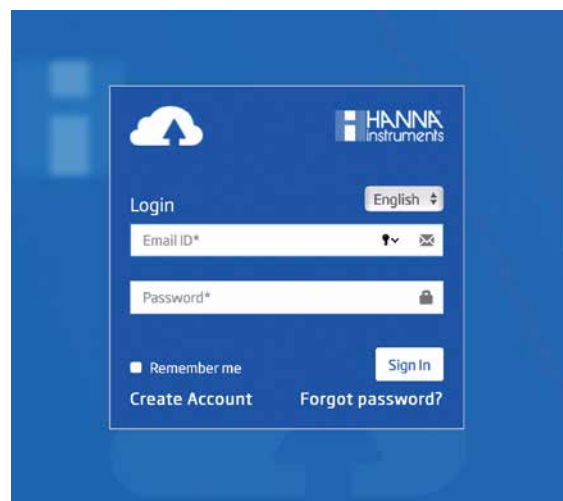 HANNA
instruments
Login
English
Email ID*
Password*
Remember me
Sign In
Create Account
Forgot password?